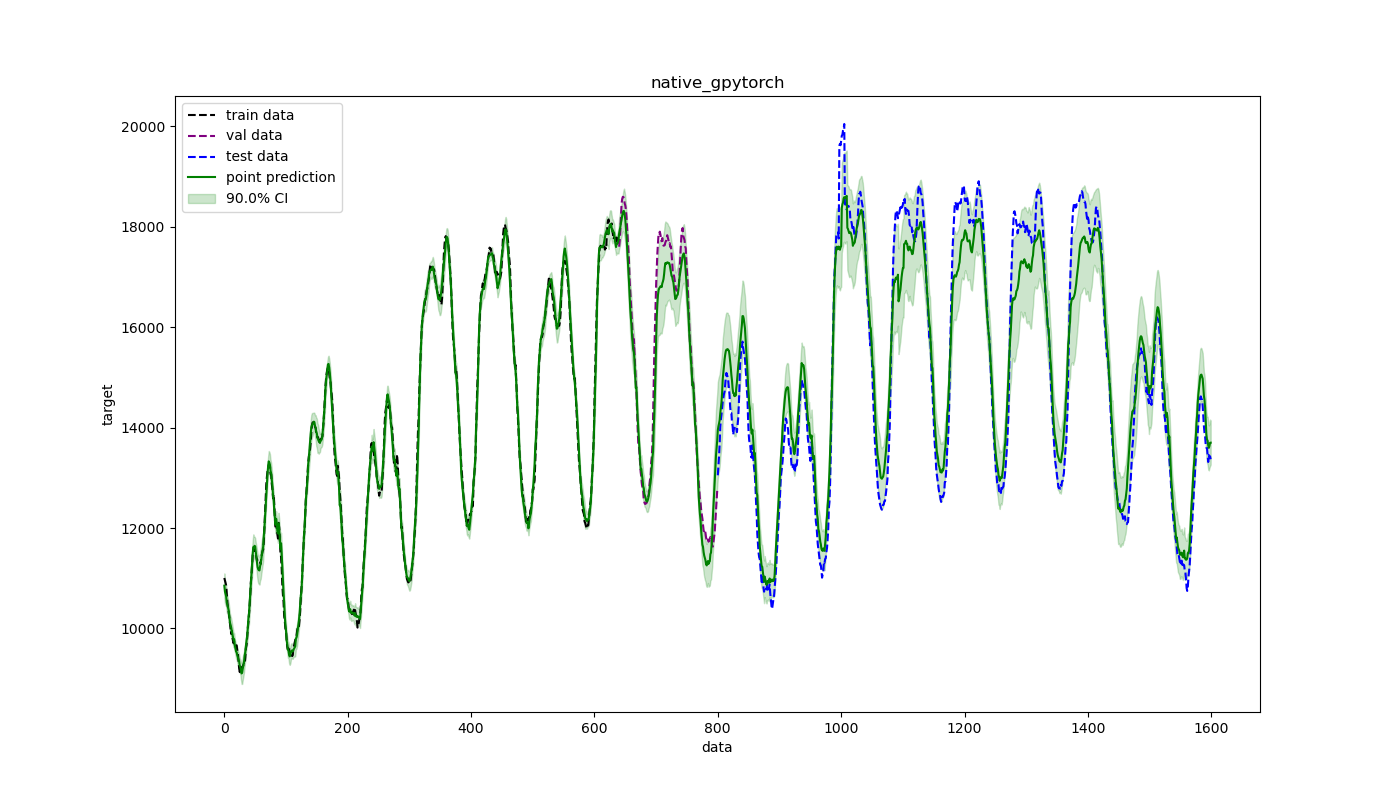 native_gpytorch
train data
val data
test data
point prediction
90.0% CI
20000
18000
16000
14000
12000
10000
target
0 200 400 600 800 1000 1200 1400 1600
data